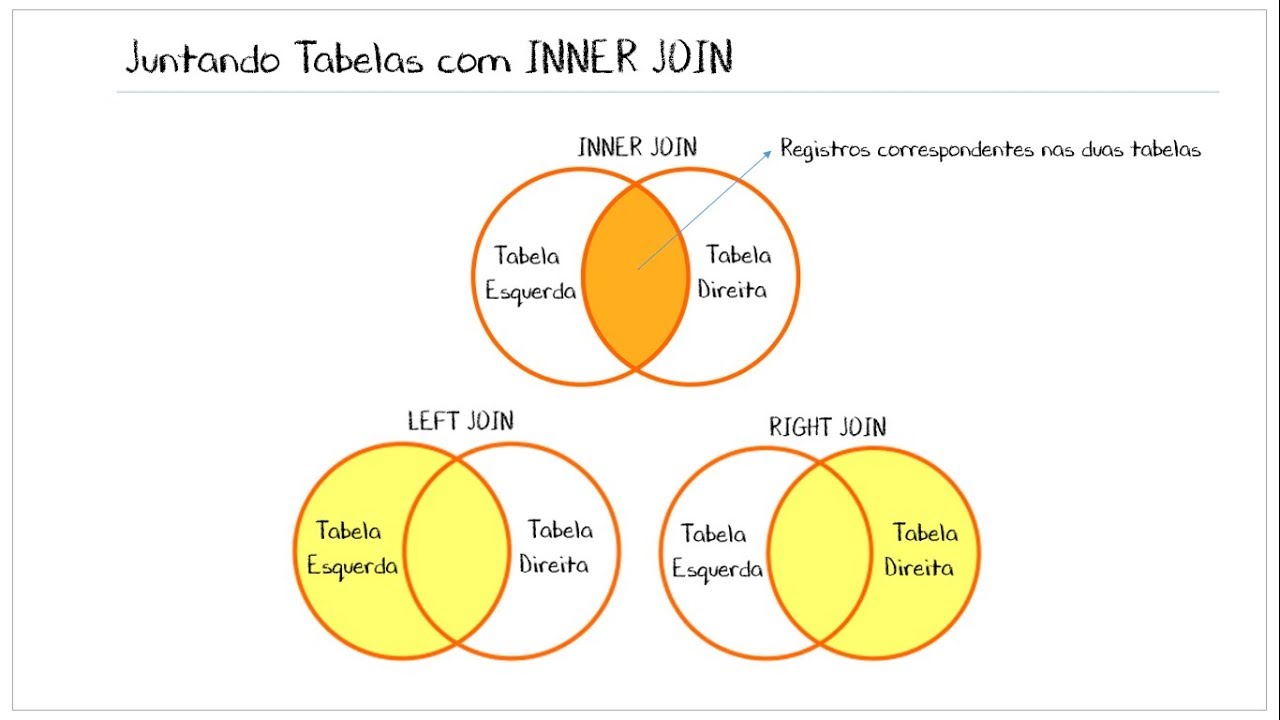 Juntando Tabelas com INNER JOIN
INNER JOIN
Registros correspondentes nas duas tabelas
Tabela
Esquerda
Tabela
Direita
LEFT JOIN
Tabela
Esquerda
Tabela
Direita
RIGHT JOIN
Tabela
Esquerda
Tabela
Direita